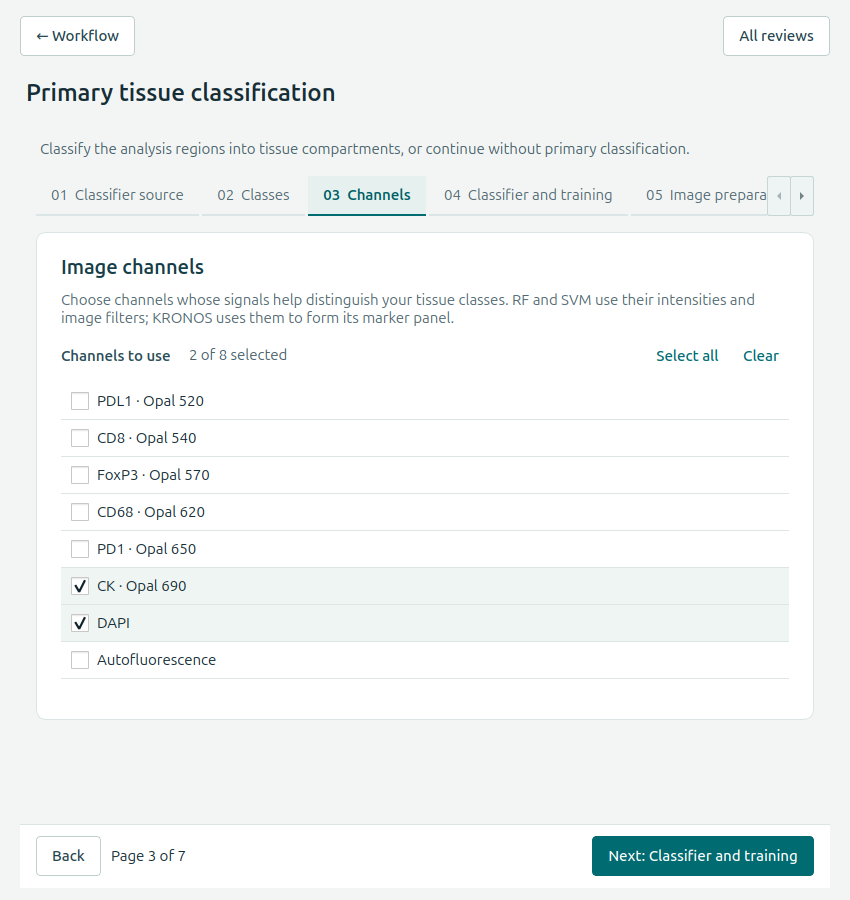 ← Workflow
All reviews
Primary tissue classification
Classify the analysis regions into tissue compartments, or continue without primary classification.
01 Classifier source
02 Classes
03 Channels
04 Classifier and training
05 Image prepara
Image channels
Choose channels whose signals help distinguish your tissue classes. RF and SVM use their intensities and
image filters; KRONOS uses them to form its marker panel.
Channels to use 2 of 8 selected
Select all
Clear
PDL1 · Opal 520
CD8 · Opal 540
FoxP3 · Opal 570
CD68 · Opal 620
PD1 · Opal 650
CK · Opal 690
DAPI
Autofluorescence
Back
Page 3 of 7
Next: Classifier and training